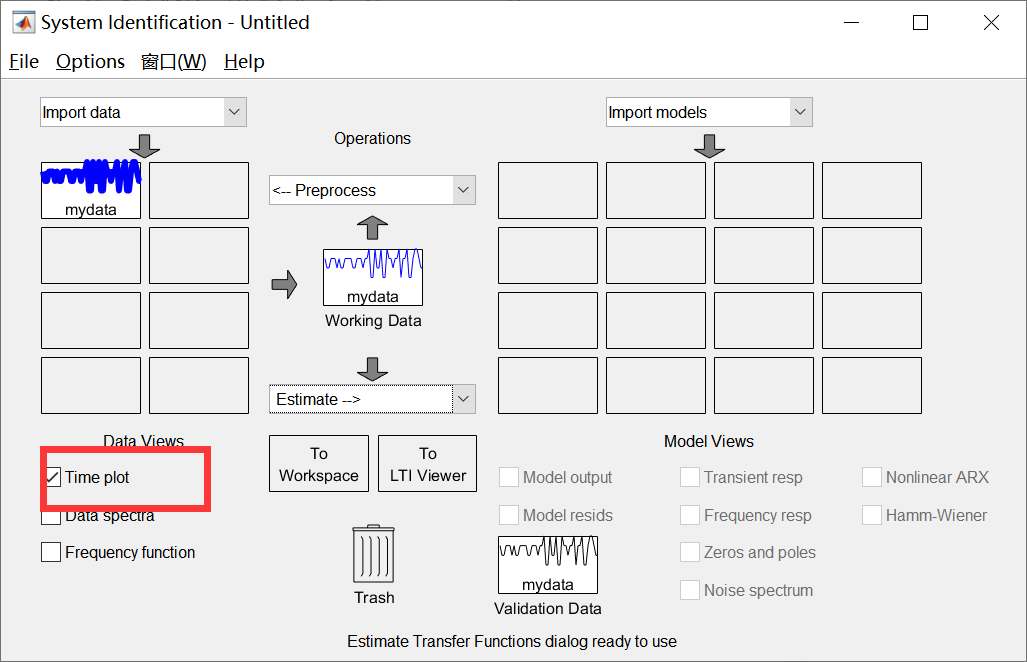 System Identification - Untitled
File Options 窗口(W) Help
Import data
Import models
Operations
mydata
<-- Preprocess
mydata
Working Data
Estimate -->
Data Views
To
Workspace
To
LTI Viewer
Model Views
Time plot
Model output
Transient resp
Nonlinear ARX
Data spectra
Model resids
Frequency resp
Hamm-Wiener
Frequency function
mydata
Zeros and poles
Trash
Validation Data
Noise spectrum
Estimate Transfer Functions dialog ready to use